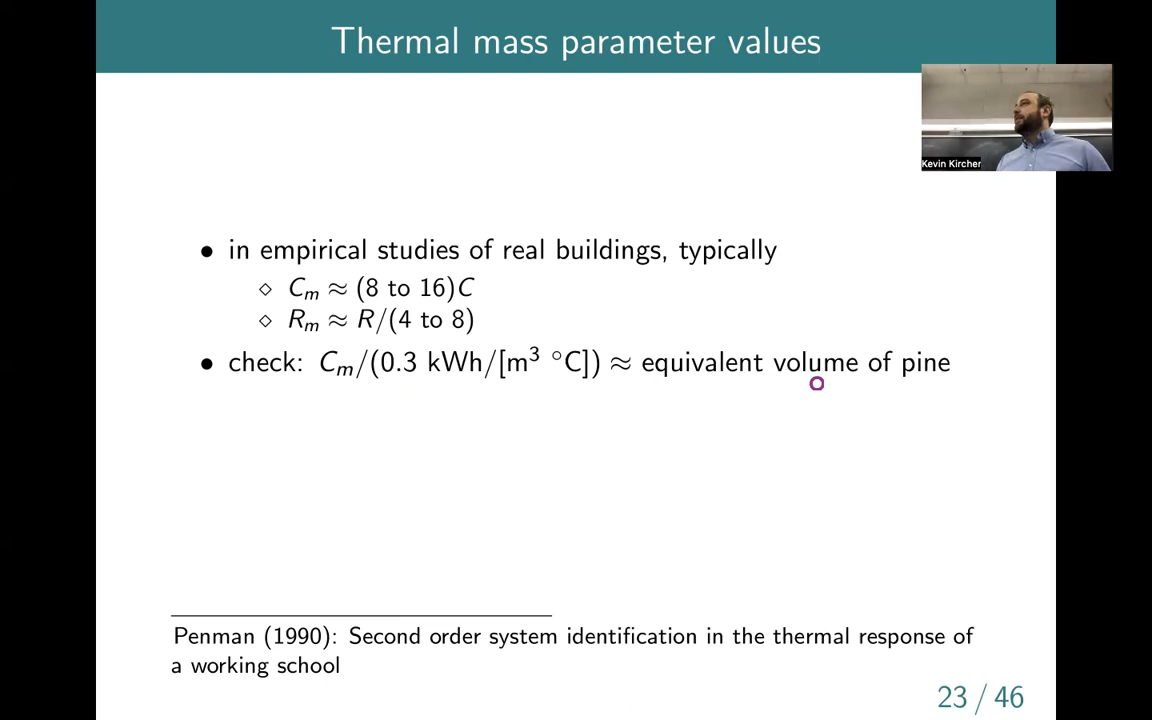 Thermal mass parameter values
Kevin Kircher
• in empirical studies of real buildings, typically
⋄ Cₘ ≈ (8 to 16)C
⋄ Rₘ ≈ R/(4 to 8)
• check: Cₘ/(0.3 kWh/[m³ °C]) ≈ equivalent volume of pine
Penman (1990): Second order system identification in the thermal response of
a working school
23 / 46